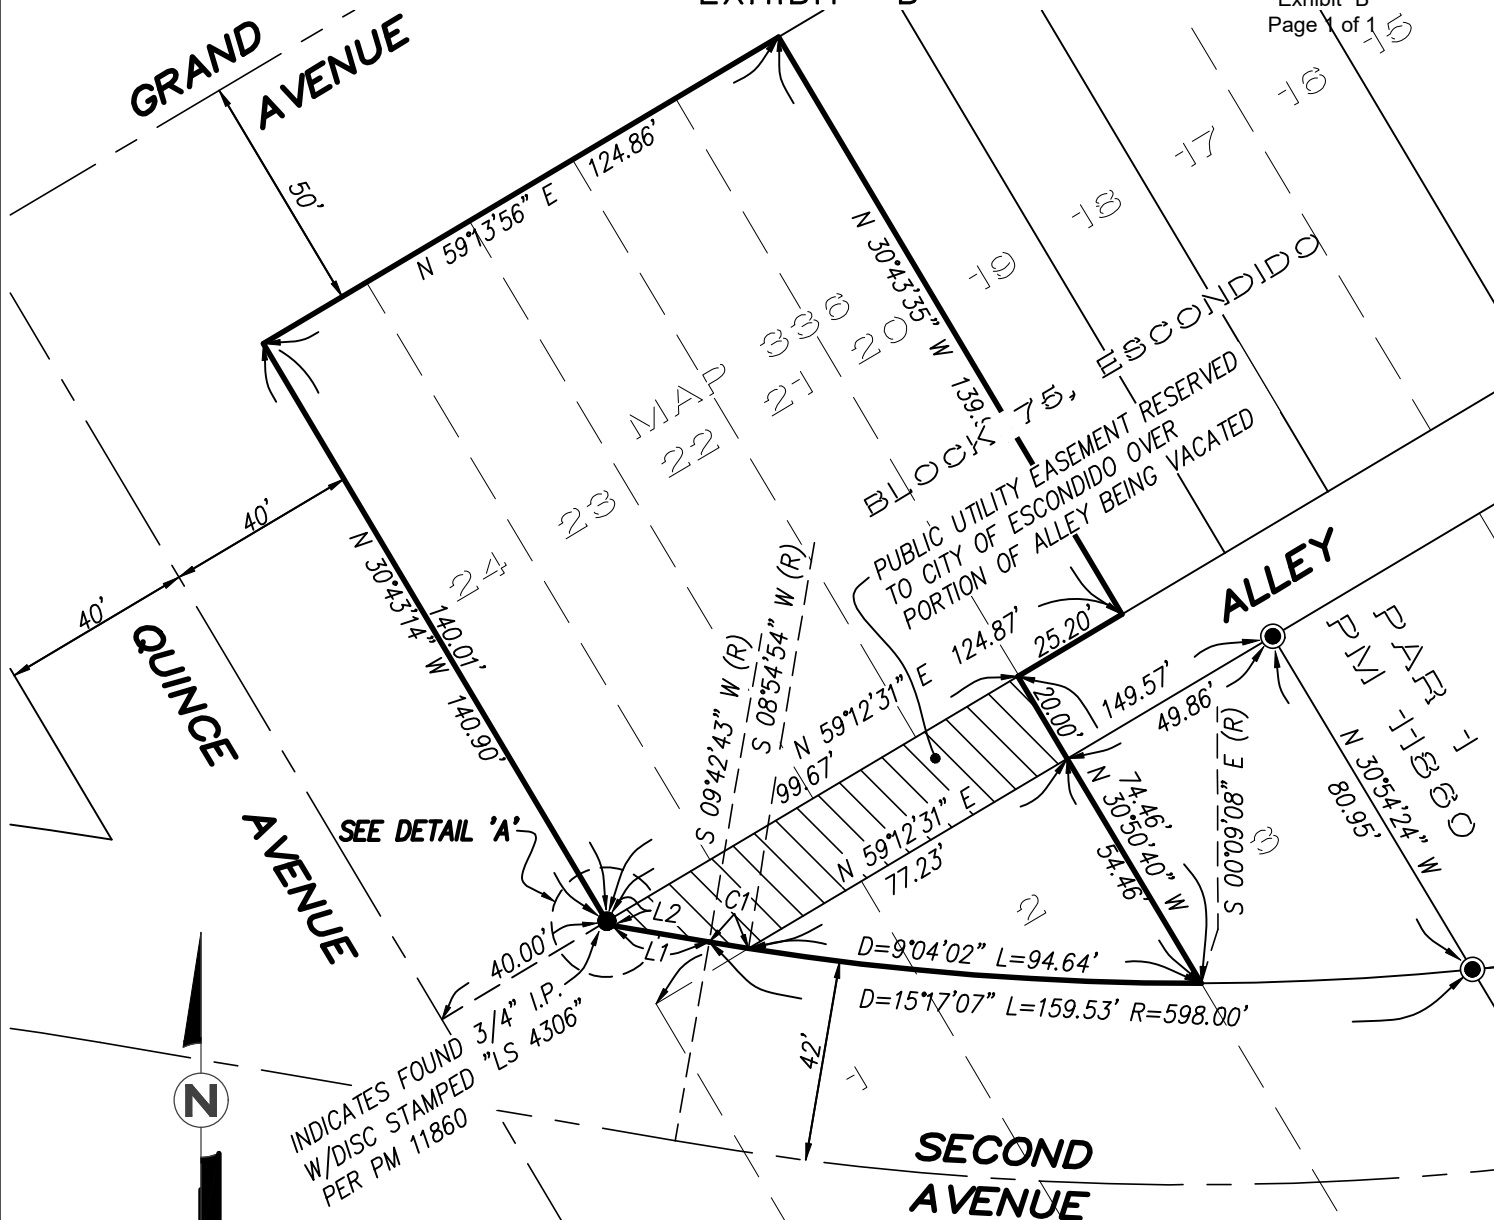 Page 1 of 1
GRAND
AVENUE
50'
N 59°13'56" E 124.86'
15
16
17
18
19
N 30°43'35" W
MAP 336
20
21
22
23
24
BLOCK 75, ESCONDIDO
PUBLIC UTILITY EASEMENT RESERVED
TO CITY OF ESCONDIDO OVER
PORTION OF ALLEY BEING VACATED
40'
40'
N 30°43'14" W 140.90'
140.01'
QUINCE
AVENUE
S 09°42'43" W (R)
S 08°54'54" W (R)
N 59°12'31" E 124.87'
99.67'
25.20'
ALLEY
20.00'
149.57'
49.86'
N 59°12'31" E
77.23'
74.46'
N 30°50'40" W
54.46'
S 00°09'08" E (R)
PAR 1
PM 11860
N 30°54'24" W
80.95'
3
2
1
SEE DETAIL 'A'
L2
L1
C1
D=9°04'02" L=94.64'
D=15°17'07" L=159.53' R=598.00'
40.00'
42'
INDICATES FOUND 3/4" I.P.
W/DISC STAMPED "LS 4306"
PER PM 11860
N
SECOND
AVENUE